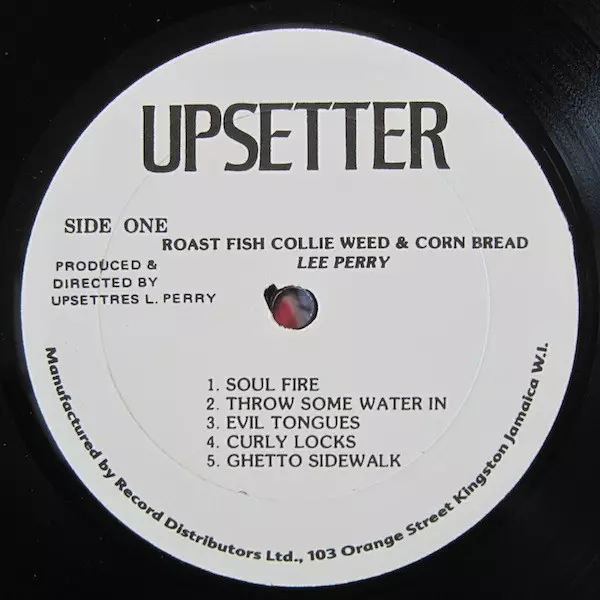 UPSETTER
SIDE ONE
ROAST FISH COLLIE WEED & CORN BREAD
LEE PERRY
PRODUCED &
DIRECTED BY
UPSETTRES L. PERRY
1. SOUL FIRE
2. THROW SOME WATER IN
3. EVIL TONGUES
4. CURLY LOCKS
5. GHETTO SIDEWALK
Manufactured by Record Distributors Ltd., 103 Orange Street Kingston Jamaica W.I.